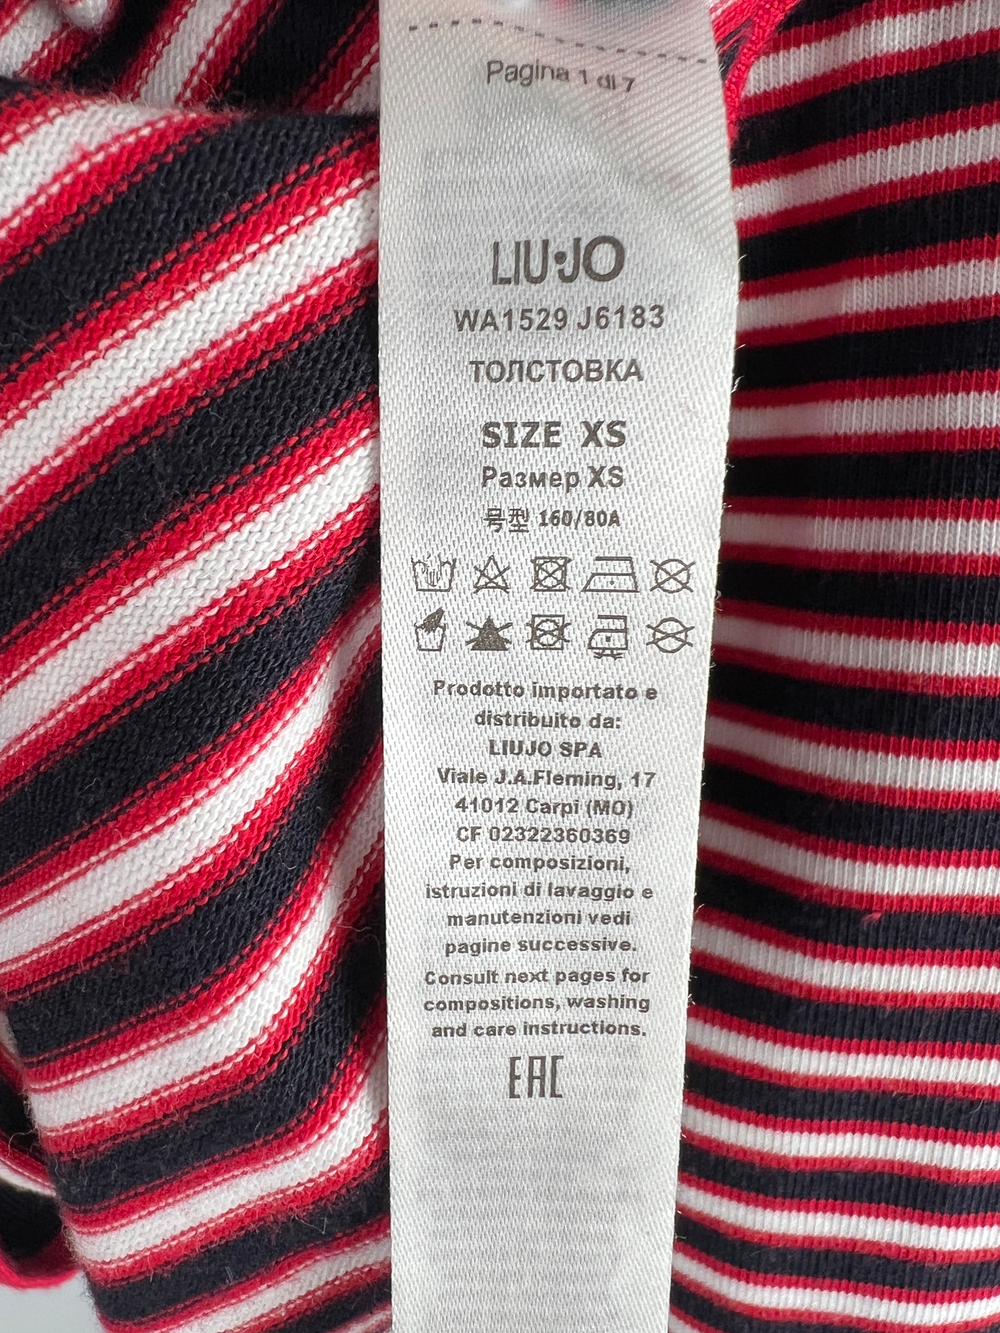 Pagina 1 di 7
LIU·JO
WA1529 J6183
ТОЛСТОВКА
SIZE XS
Размер XS
号型 160/80A
Prodotto importato e
distribuito da:
LIUJO SPA
Viale J.A.Fleming, 17
41012 Carpi (MO)
CF 02322360369
Per composizioni,
istruzioni di lavaggio e
manutenzioni vedi
pagine successive.
Consult next pages for
compositions, washing
and care instructions.
EAC